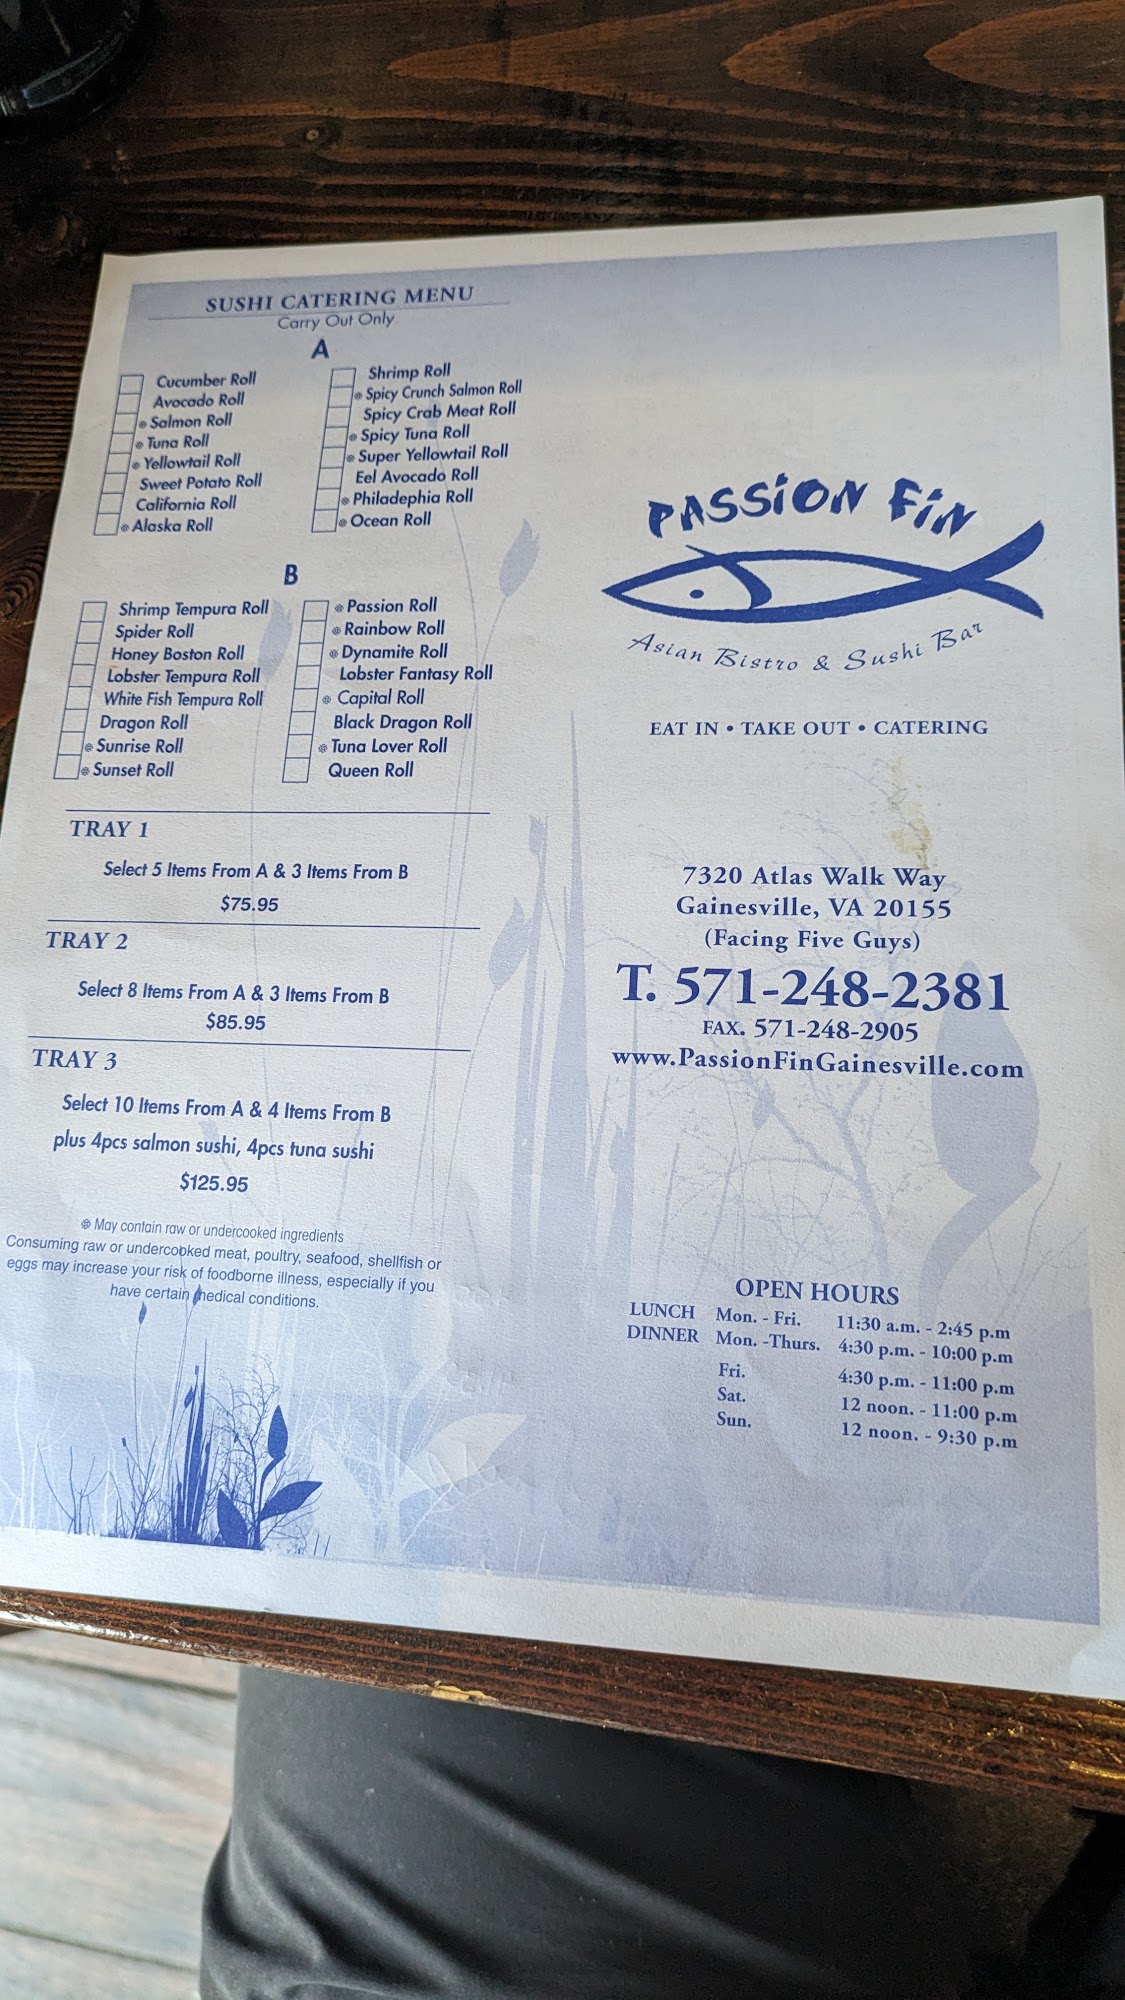 SUSHI CATERING MENU
Carry Out Only
A
Cucumber Roll
Avocado Roll
Salmon Roll
Tuna Roll
Yellowtail Roll
Sweet Potato Roll
California Roll
Alaska Roll
Shrimp Roll
Spicy Crunch Salmon Roll
Spicy Crab Meat Roll
Spicy Tuna Roll
Super Yellowtail Roll
Eel Avocado Roll
Philadephia Roll
Ocean Roll
B
Shrimp Tempura Roll
Spider Roll
Honey Boston Roll
Lobster Tempura Roll
White Fish Tempura Roll
Dragon Roll
Sunrise Roll
Sunset Roll
Passion Roll
Rainbow Roll
Dynamite Roll
Lobster Fantasy Roll
Capital Roll
Black Dragon Roll
Tuna Lover Roll
Queen Roll
TRAY 1
Select 5 Items From A & 3 Items From B
$75.95
TRAY 2
Select 8 Items From A & 3 Items From B
$85.95
TRAY 3
Select 10 Items From A & 4 Items From B
plus 4pcs salmon sushi, 4pcs tuna sushi
$125.95
May contain raw or undercooked ingredients
Consuming raw or undercooked meat, poultry, seafood, shellfish or
eggs may increase your risk of foodborne illness, especially if you
have certain medical conditions.
PASSION FIN
Asian Bistro & Sushi Bar
EAT IN • TAKE OUT • CATERING
7320 Atlas Walk Way
Gainesville, VA 20155
(Facing Five Guys)
T. 571-248-2381
FAX. 571-248-2905
www.PassionFinGainesville.com
OPEN HOURS
LUNCH Mon. - Fri. 11:30 a.m. - 2:45 p.m
DINNER Mon. -Thurs. 4:30 p.m. - 10:00 p.m
Fri. 4:30 p.m. - 11:00 p.m
Sat. 12 noon. - 11:00 p.m
Sun. 12 noon. - 9:30 p.m